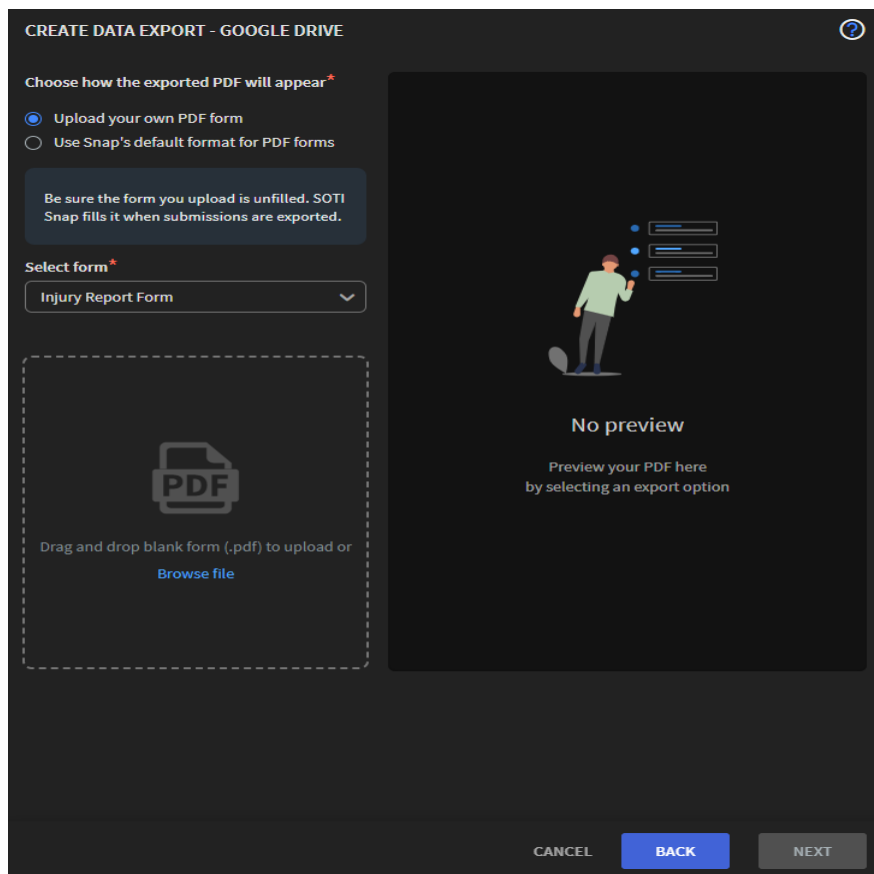 CREATE DATA EXPORT - GOOGLE DRIVE
?
Choose how the exported PDF will appear*
Upload your own PDF form
Use Snap's default format for PDF forms
Be sure the form you upload is unfilled. SOTI
Snap fills it when submissions are exported.
Select form*
Injury Report Form
PDF
Drag and drop blank form (.pdf) to upload or
Browse file
No preview
Preview your PDF here
by selecting an export option
CANCEL
BACK
NEXT